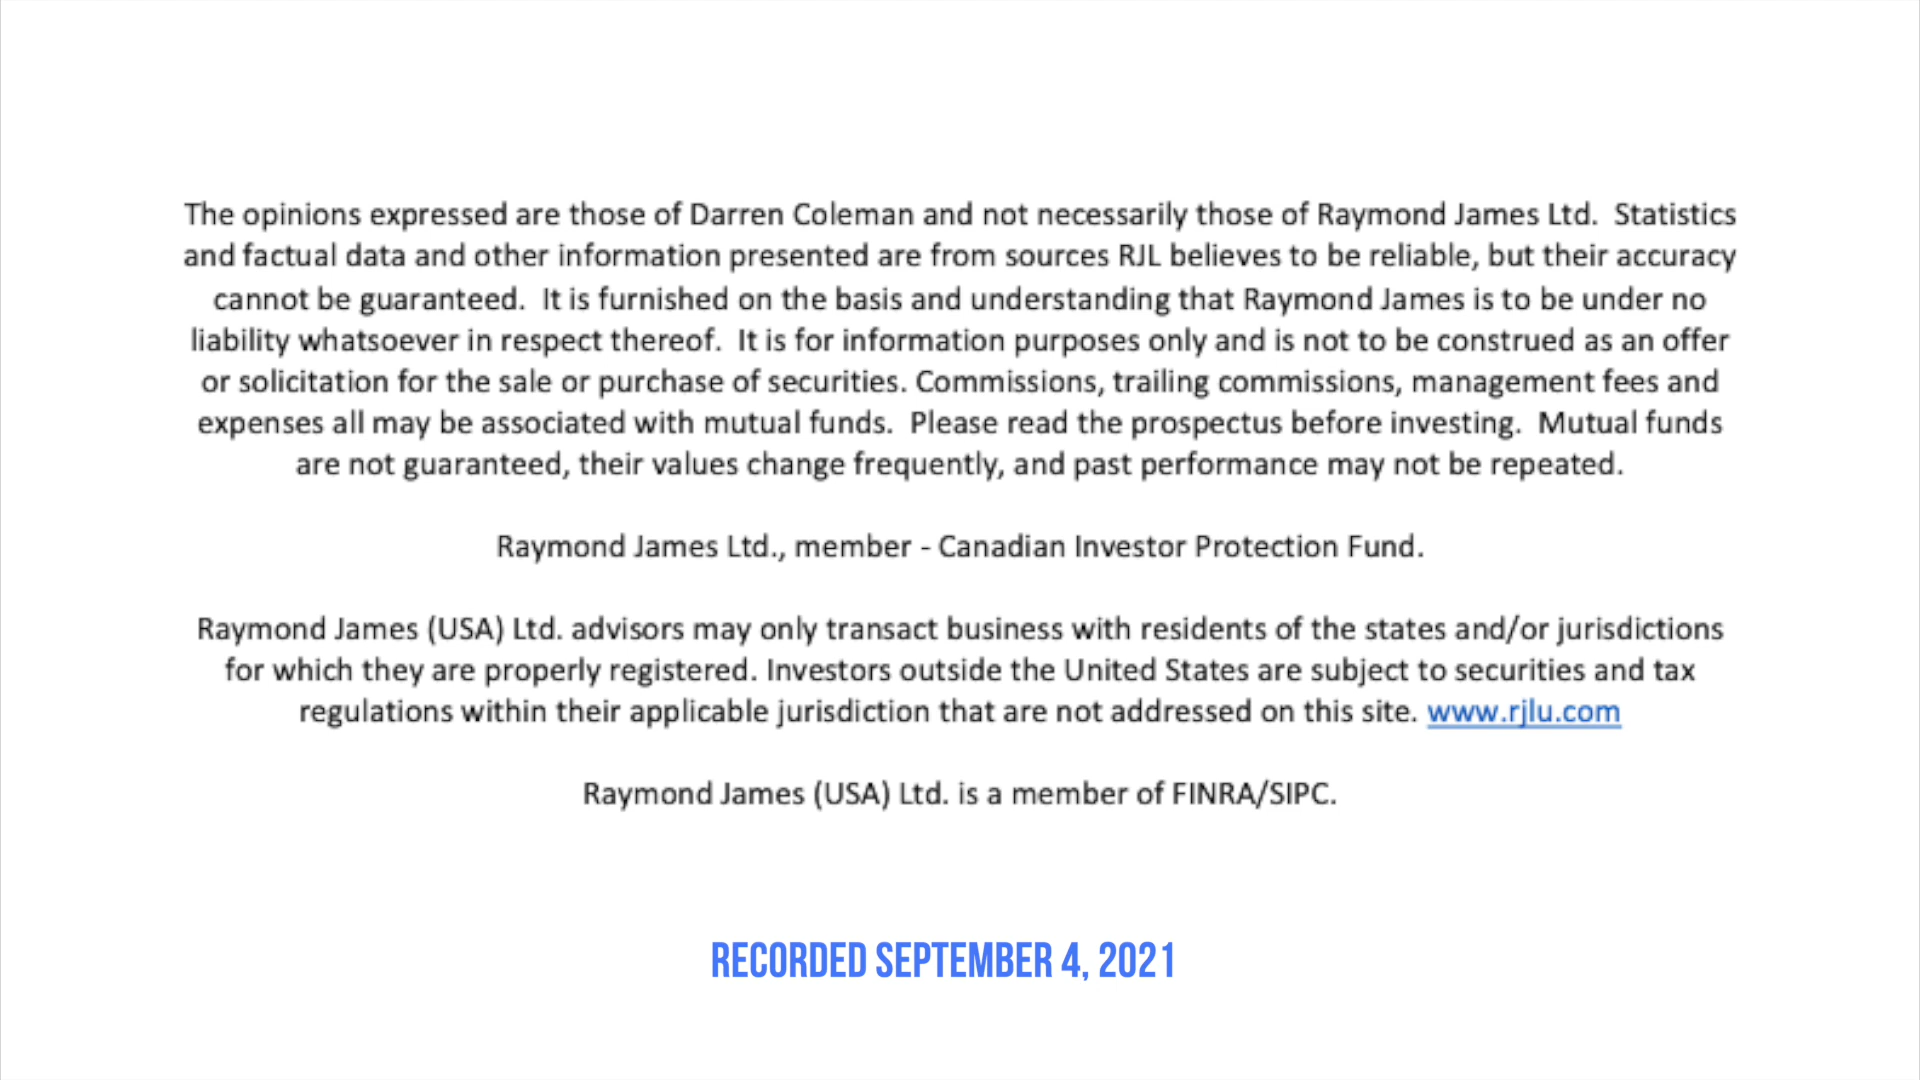 The opinions expressed are those of Darren Coleman and not necessarily those of Raymond James Ltd.  Statistics
and factual data and other information presented are from sources RJL believes to be reliable, but their accuracy
cannot be guaranteed.  It is furnished on the basis and understanding that Raymond James is to be under no
liability whatsoever in respect thereof.  It is for information purposes only and is not to be construed as an offer
or solicitation for the sale or purchase of securities. Commissions, trailing commissions, management fees and
expenses all may be associated with mutual funds.  Please read the prospectus before investing.  Mutual funds
are not guaranteed, their values change frequently, and past performance may not be repeated.
Raymond James Ltd., member - Canadian Investor Protection Fund.
Raymond James (USA) Ltd. advisors may only transact business with residents of the states and/or jurisdictions
for which they are properly registered. Investors outside the United States are subject to securities and tax
regulations within their applicable jurisdiction that are not addressed on this site. www.rjlu.com
Raymond James (USA) Ltd. is a member of FINRA/SIPC.
RECORDED SEPTEMBER 4, 2021